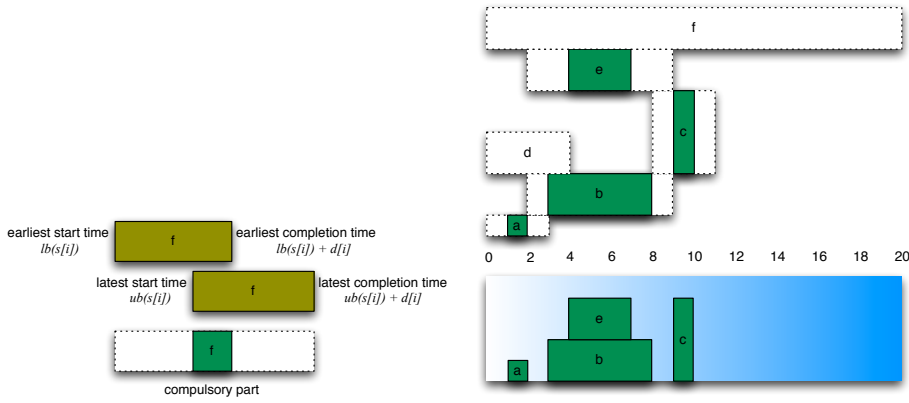 earliest start time
lb(s[i])
f
earliest completion time
lb(s[i]) + d[i]
latest start time
ub(s[i])
f
latest completion time
ub(s[i]) + d[i]
f
compulsory part
f
e
c
d
b
a
0 2 4 6 8 10 12 14 16 18 20
e
c
b
a